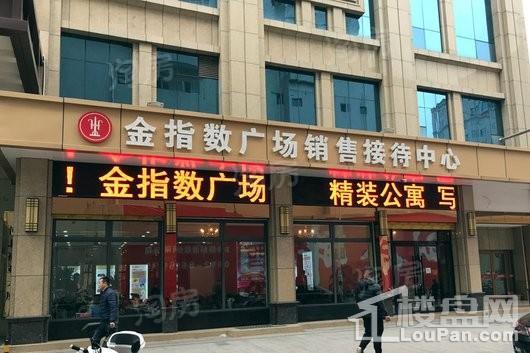 金指数广场销售接待中心
！金指数广场 精装公寓 写
楼盘网
LouPan.com